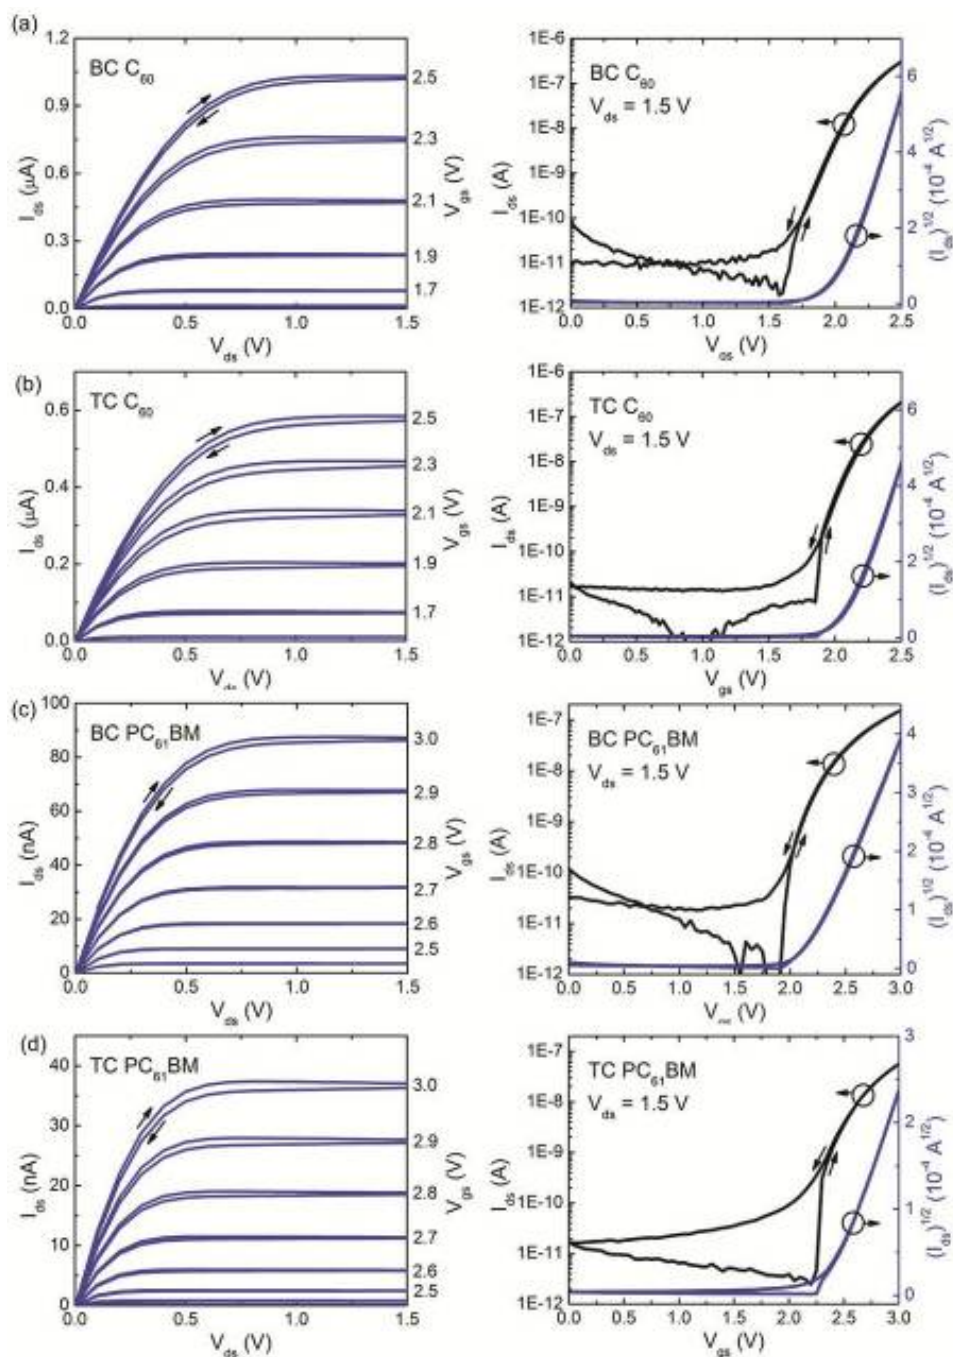 (a)
BC C60
1.2
0.9
0.6
0.3
0.0
Ids (μA)
2.5
2.3
2.1
1.9
1.7
Vgs (V)
0.0 0.5 1.0 1.5
Vds (V)
BC C60
Vds = 1.5 V
1E-6
1E-7
1E-8
1E-9
1E-10
1E-11
1E-12
Ids (A)
6
4
2
0
(Ids)1/2 (10-4 A1/2)
0.0 0.5 1.0 1.5 2.0 2.5
(V)
(b)
TC C60
0.6
0.4
0.2
0.0
Ids (μA)
2.5
2.3
2.1
1.9
1.7
Vgs (V)
0.0 0.5 1.0 1.5
(V)
TC C60
Vds = 1.5 V
1E-6
1E-7
1E-8
1E-9
1E-10
1E-11
1E-12
Ids (A)
6
4
2
0
(Ids)1/2 (10-4 A1/2)
0.0 0.5 1.0 1.5 2.0 2.5
Vgs (V)
(c)
BC PC61BM
100
80
60
40
20
0
Ids (nA)
3.0
2.9
2.8
2.7
2.6
2.5
Vgs (V)
0.0 0.5 1.0 1.5
Vds (V)
BC PC61BM
Vds = 1.5 V
1E-7
1E-8
1E-9
1E-10
1E-11
1E-12
Ids (A)
4
3
2
1
0
(Ids)1/2 (10-4 A1/2)
0.0 0.5 1.0 1.5 2.0 2.5 3.0
(V)
(d)
TC PC61BM
40
30
20
10
0
Ids (nA)
3.0
2.9
2.8
2.7
2.6
2.5
Vgs (V)
0.0 0.5 1.0 1.5
Vds (V)
TC PC61BM
Vds = 1.5 V
1E-7
1E-8
1E-9
1E-10
1E-11
1E-12
Ids (A)
3
2
1
0
(Ids)1/2 (10-4 A1/2)
0.0 0.5 1.0 1.5 2.0 2.5 3.0
Vgs (V)